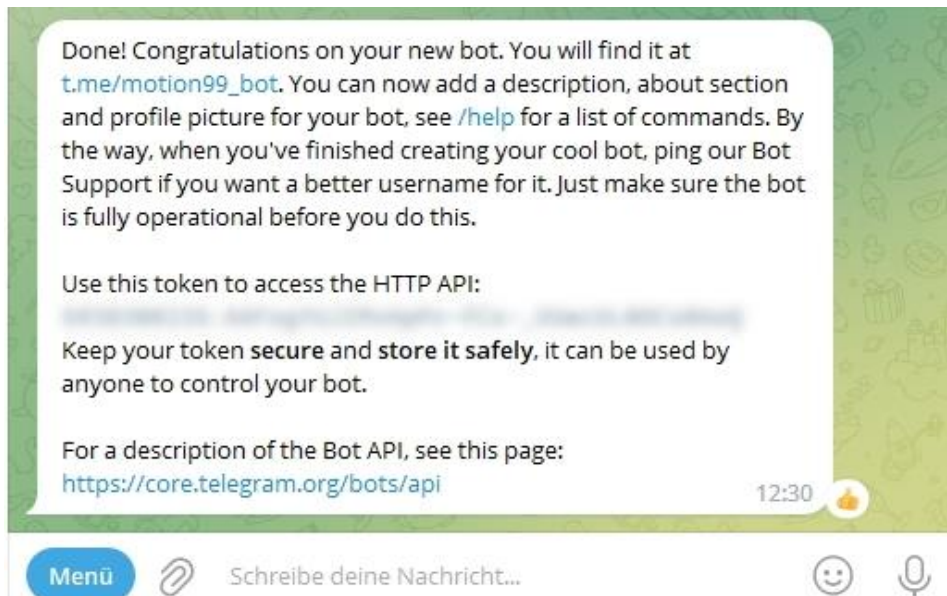 Done! Congratulations on your new bot. You will find it at
t.me/motion99_bot. You can now add a description, about section
and profile picture for your bot, see /help for a list of commands. By
the way, when you've finished creating your cool bot, ping our Bot
Support if you want a better username for it. Just make sure the bot
is fully operational before you do this.
Use this token to access the HTTP API:
Keep your token secure and store it safely, it can be used by
anyone to control your bot.
For a description of the Bot API, see this page:
https://core.telegram.org/bots/api
12:30
Menü
Schreibe deine Nachricht...